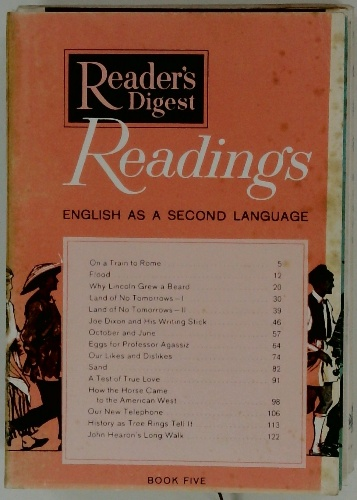 Reader's
Digest
Readings
ENGLISH AS A SECOND LANGUAGE
On a Train to Rome 5
Flood 12
Why Lincoln Grew a Beard 20
Land of No Tomorrows—I 30
Land of No Tomorrows—II 39
Joe Dixon and His Writing Stick 46
October and June 57
Eggs for Professor Agassiz 64
Our Likes and Dislikes 74
Sand 82
A Test of True Love 91
How the Horse Came
to the American West 98
Our New Telephone 106
History as Tree Rings Tell It 113
John Hearon's Long Walk 122
BOOK FIVE